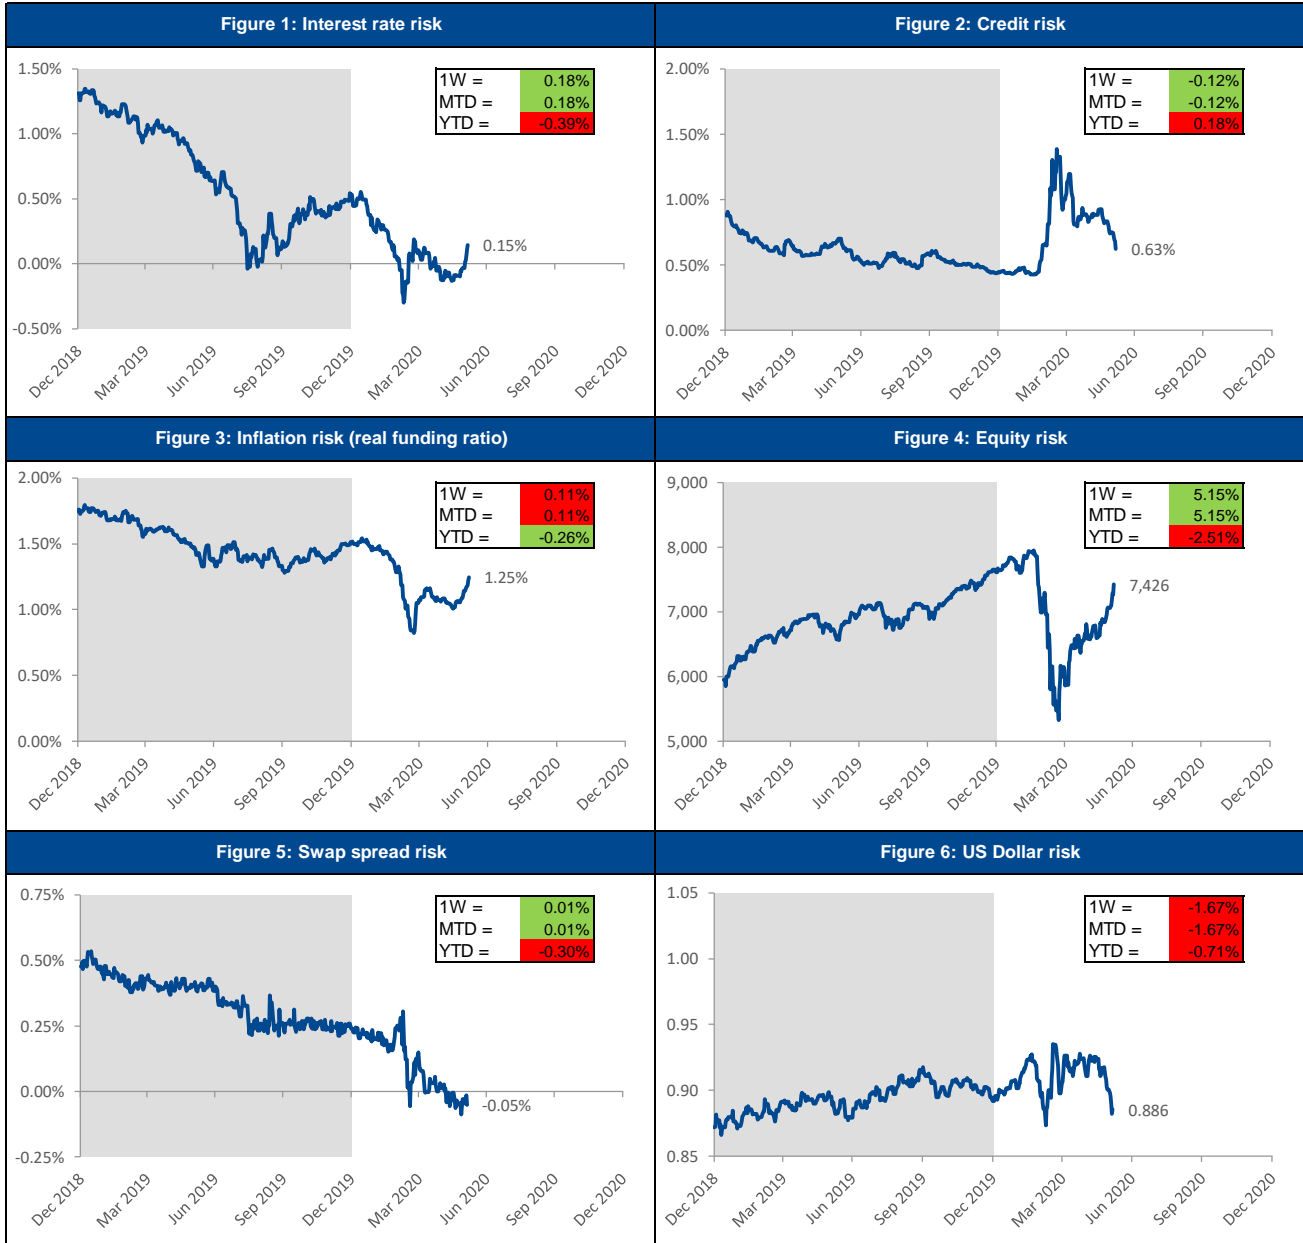 Figure 1: Interest rate risk
1.50%
1.00%
0.50%
0.00%
-0.50%
1W = 0.18%
MTD = 0.18%
YTD = -0.39%
0.15%
Dec 2018 Mar 2019 Jun 2019 Sep 2019 Dec 2019 Mar 2020 Jun 2020 Sep 2020 Dec 2020
Figure 2: Credit risk
2.00%
1.50%
1.00%
0.50%
0.00%
1W = -0.12%
MTD = -0.12%
YTD = 0.18%
0.63%
Dec 2018 Mar 2019 Jun 2019 Sep 2019 Dec 2019 Mar 2020 Jun 2020 Sep 2020 Dec 2020
Figure 3: Inflation risk (real funding ratio)
2.00%
1.50%
1.00%
0.50%
0.00%
1W = 0.11%
MTD = 0.11%
YTD = -0.26%
1.25%
Dec 2018 Mar 2019 Jun 2019 Sep 2019 Dec 2019 Mar 2020 Jun 2020 Sep 2020 Dec 2020
Figure 4: Equity risk
9,000
8,000
7,000
6,000
5,000
1W = 5.15%
MTD = 5.15%
YTD = -2.51%
7,426
Dec 2018 Mar 2019 Jun 2019 Sep 2019 Dec 2019 Mar 2020 Jun 2020 Sep 2020 Dec 2020
Figure 5: Swap spread risk
0.75%
0.50%
0.25%
0.00%
-0.25%
1W = 0.01%
MTD = 0.01%
YTD = -0.30%
-0.05%
Dec 2018 Mar 2019 Jun 2019 Sep 2019 Dec 2019 Mar 2020 Jun 2020 Sep 2020 Dec 2020
Figure 6: US Dollar risk
1.05
1.00
0.95
0.90
0.85
1W = -1.67%
MTD = -1.67%
YTD = -0.71%
0.886
Dec 2018 Mar 2019 Jun 2019 Sep 2019 Dec 2019 Mar 2020 Jun 2020 Sep 2020 Dec 2020